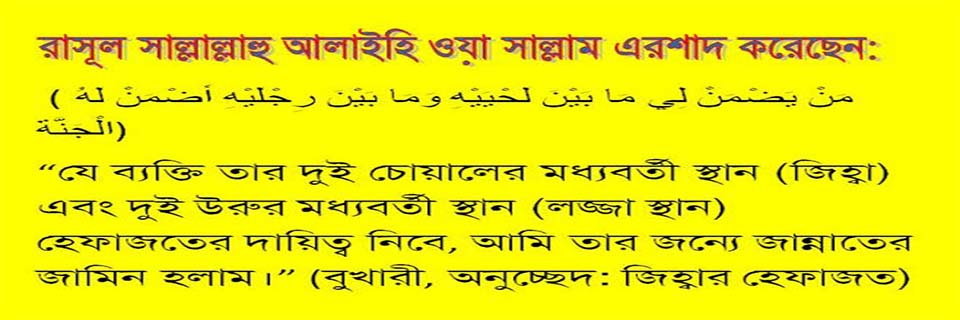 রাসূল সাল্লাল্লাহু আলাইহি ওয়া সাল্লাম এরশাদ করেছেন:
مَنْ يَضْمَنْ لِي مَا بَيْنَ لَحْيَيْهِ وَمَا بَيْنَ رِجْلَيْهِ أَضْمَنْ لَهُ )
(الْجَنَّة
“যে ব্যক্তি তার দুই চোয়ালের মধ্যবর্তী স্থান (জিহ্বা)
এবং দুই উরুর মধ্যবর্তী স্থান (লজ্জা স্থান)
হেফাজতের দায়িত্ব নিবে, আমি তার জন্যে জান্নাতের
জামিন হলাম।” (বুখারী, অনুচ্ছেদ: জিহ্বার হেফাজত)